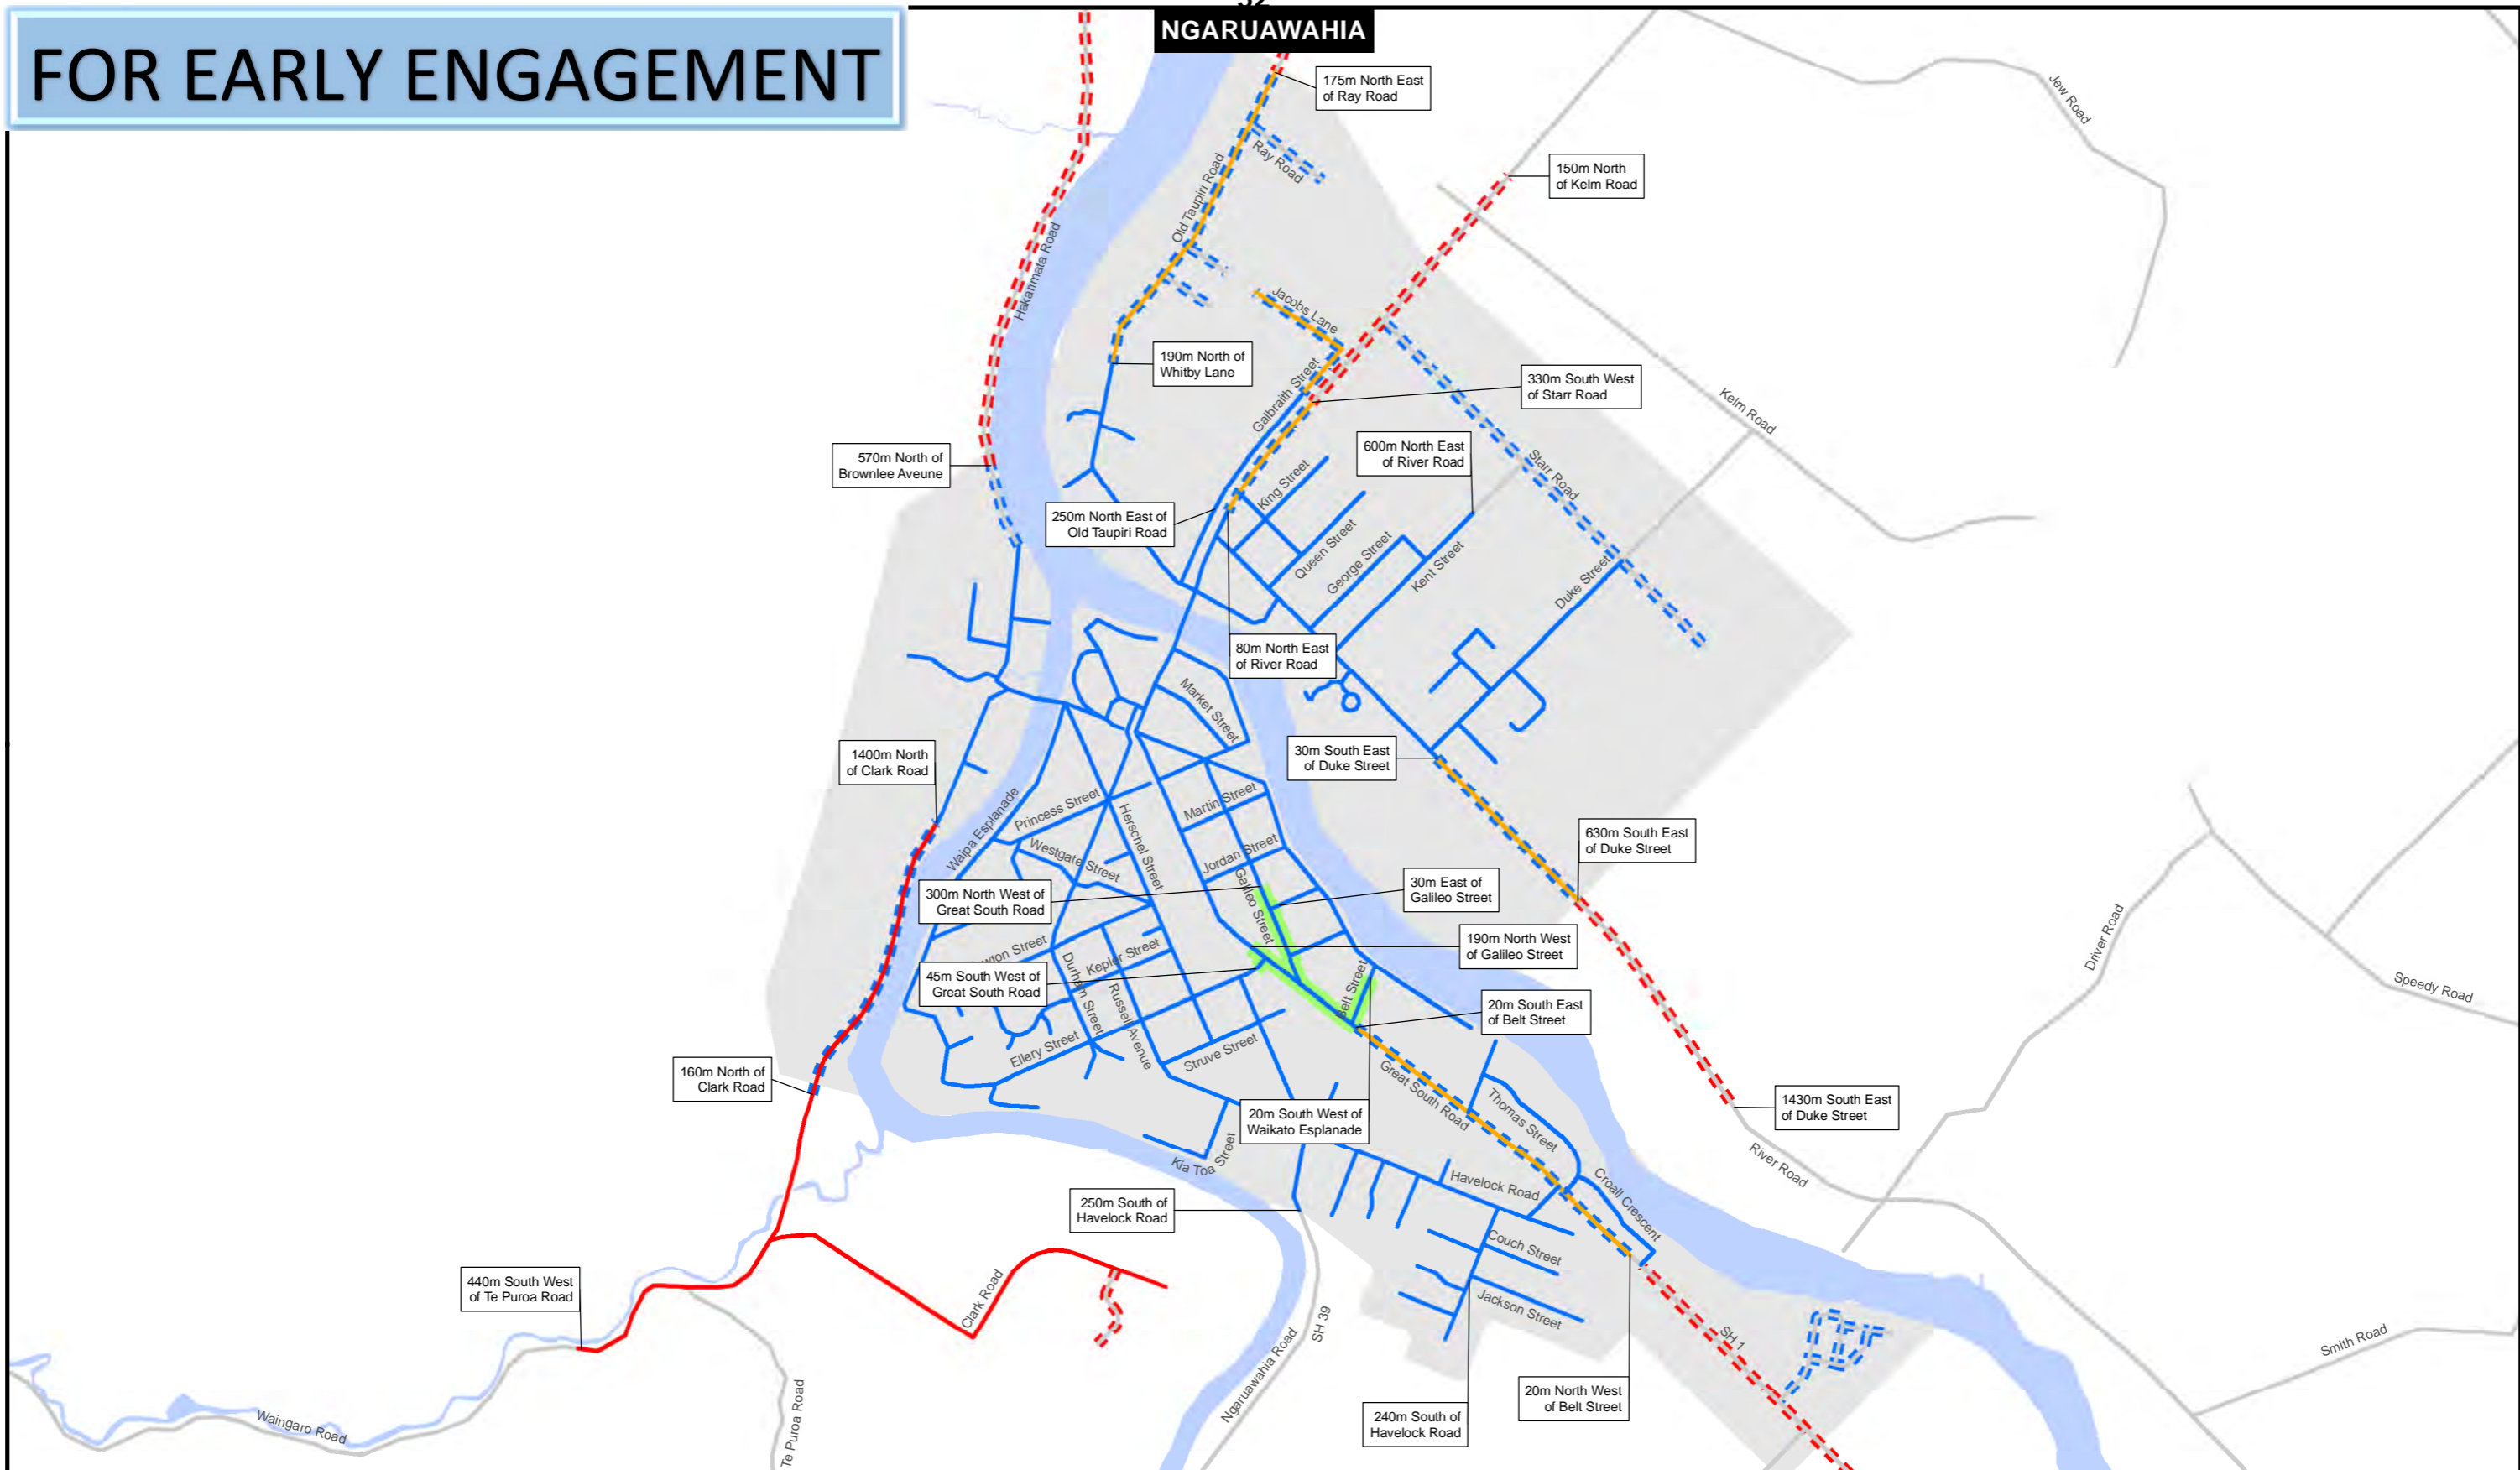 32
FOR EARLY ENGAGEMENT
NGARUAWAHIA
175m North East
of Ray Road
Jew Road
Ray Road
150m North
of Kelm Road
Old Taupiri Road
Hakarimata Road
Jacobs Lane
190m North of
Whitby Lane
Galbraith Street
330m South West
of Starr Road
Kelm Road
570m North of
Brownlee Aveune
600m North East
of River Road
King Street
Starr Road
250m North East of
Old Taupiri Road
Queen Street
George Street
Kent Street
Duke Street
80m North East
of River Road
Market Street
1400m North
of Clark Road
30m South East
of Duke Street
Waipa Esplanade
Princess Street
Herschel Street
Martin Street
Westgate Street
Jordan Street
630m South East
of Duke Street
300m North West of
Great South Road
Galileo Street
30m East of
Galileo Street
190m North West
of Galileo Street
Driver Road
Speedy Road
wton Street
Kepler Street
Durham Street
45m South West of
Great South Road
Russell Avenue
Belt Street
20m South East
of Belt Street
Ellery Street
Struve Street
Great South Road
160m North of
Clark Road
20m South West of
Waikato Esplanade
Thomas Street
1430m South East
of Duke Street
River Road
Kia Toa Street
Havelock Road
Croall Crescent
250m South of
Havelock Road
Couch Street
440m South West
of Te Puroa Road
Clark Road
Jackson Street
SH 39
SH 1
Smith Road
Ngaruawahia Road
20m North West
of Belt Street
240m South of
Havelock Road
Waingaro Road
Te Puroa Road